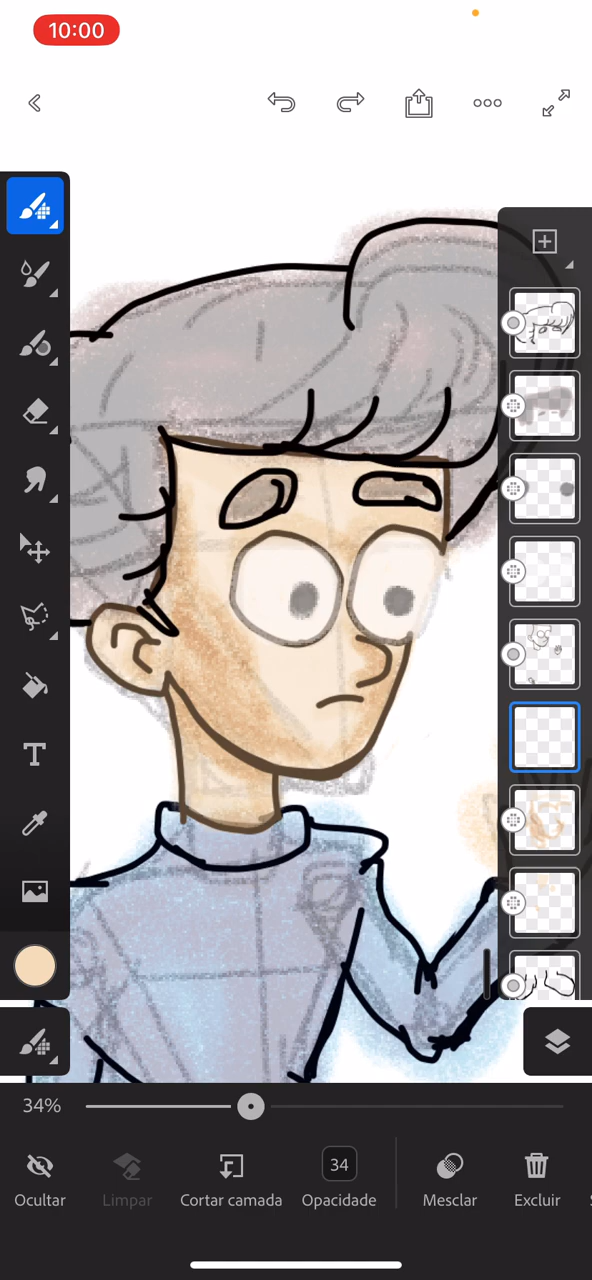 10:00
T
34%
34
Ocultar
Limpar
Cortar camada
Opacidade
Mesclar
Excluir